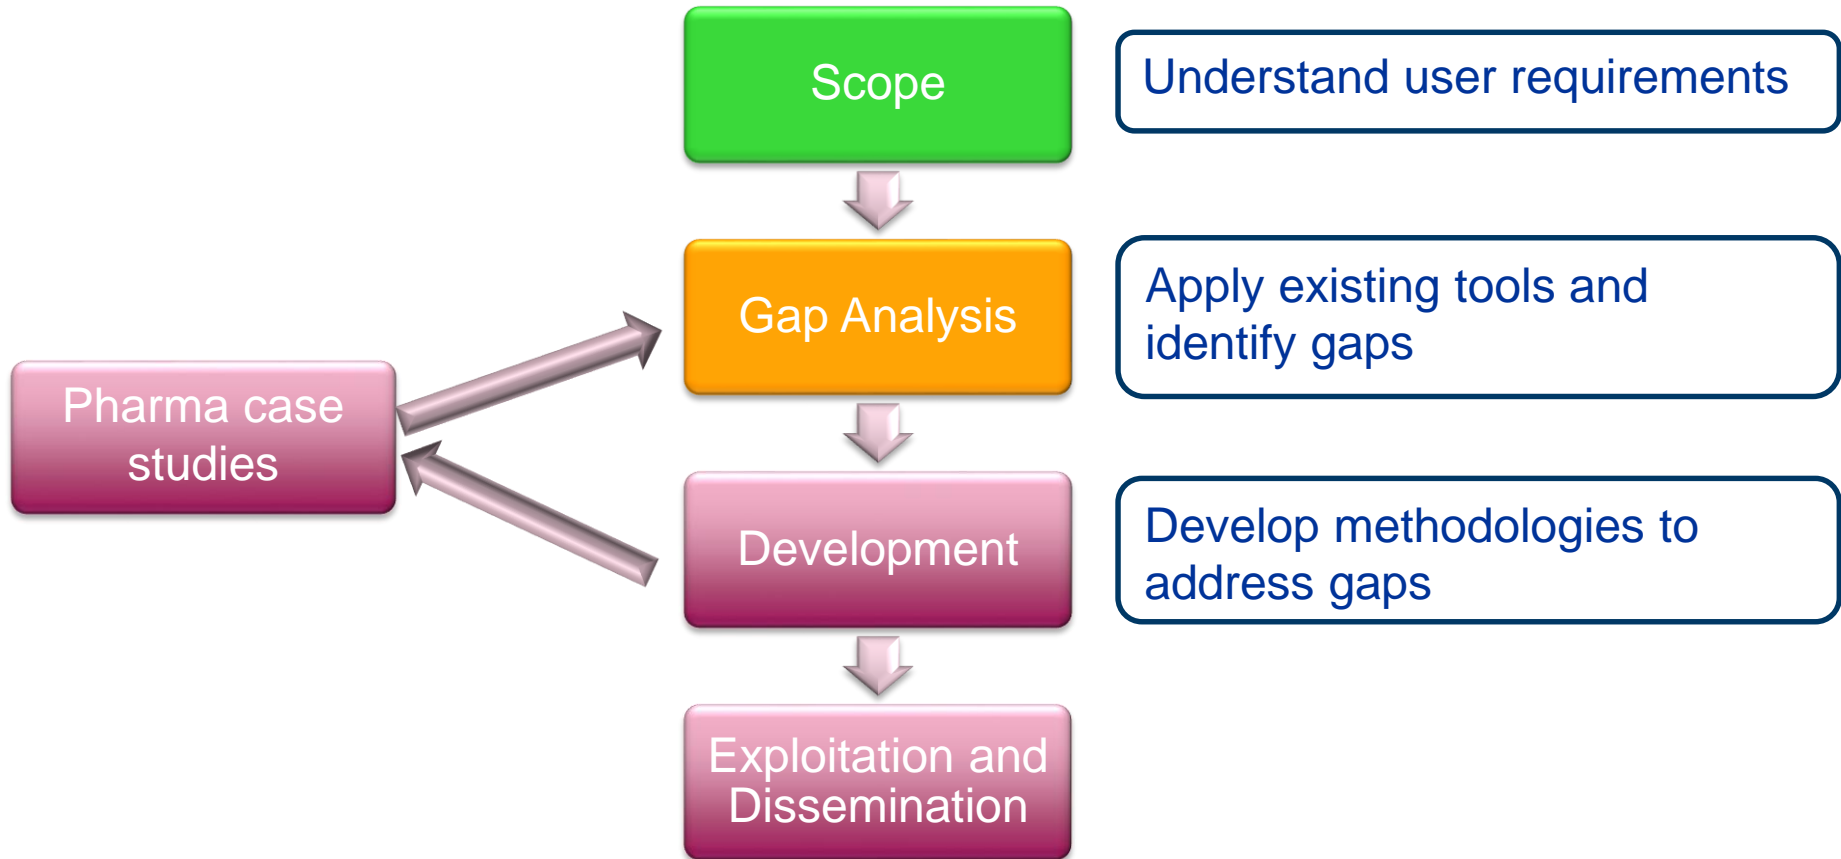 Scope
Understand user requirements
Gap Analysis
Apply existing tools and
identify gaps
Pharma case
studies
Development
Develop methodologies to
address gaps
Exploitation and
Dissemination